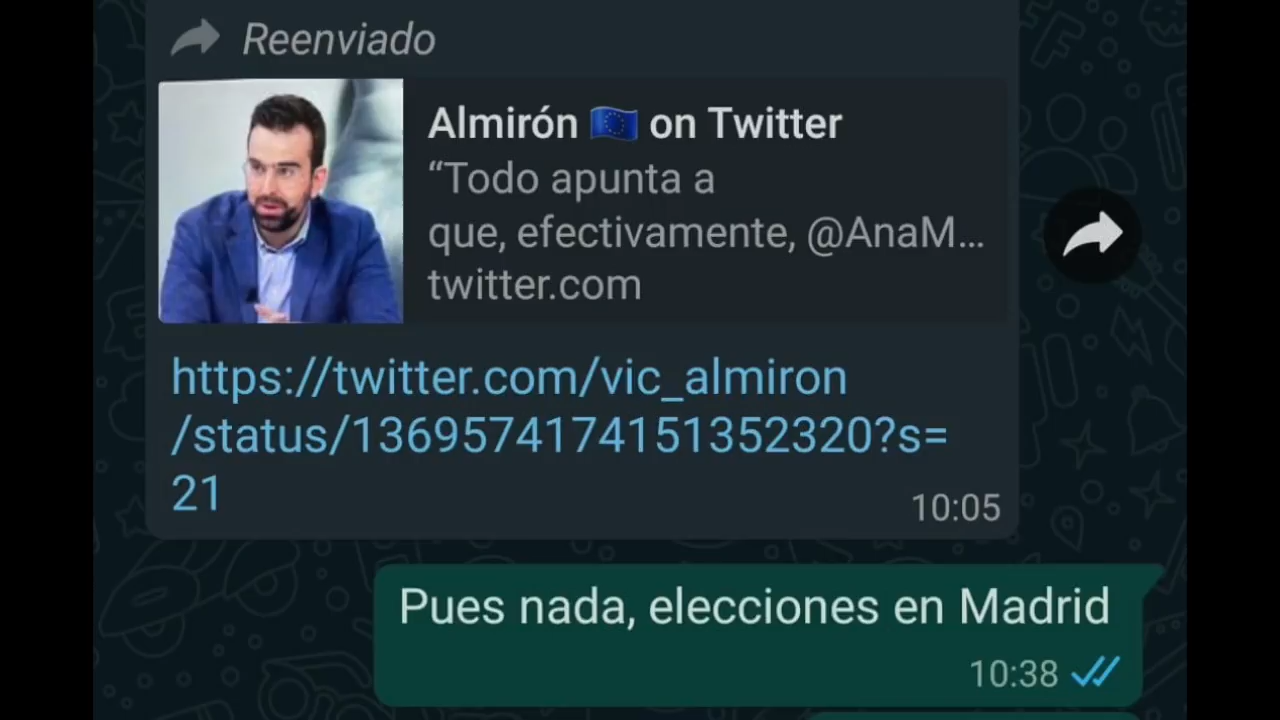 Reenviado
Almirón 🇪🇺 on Twitter
“Todo apunta a
que, efectivamente, @AnaM...
twitter.com
https://twitter.com/vic_almiron
/status/1369574174151352320?s=
21
10:05
Pues nada, elecciones en Madrid
10:38